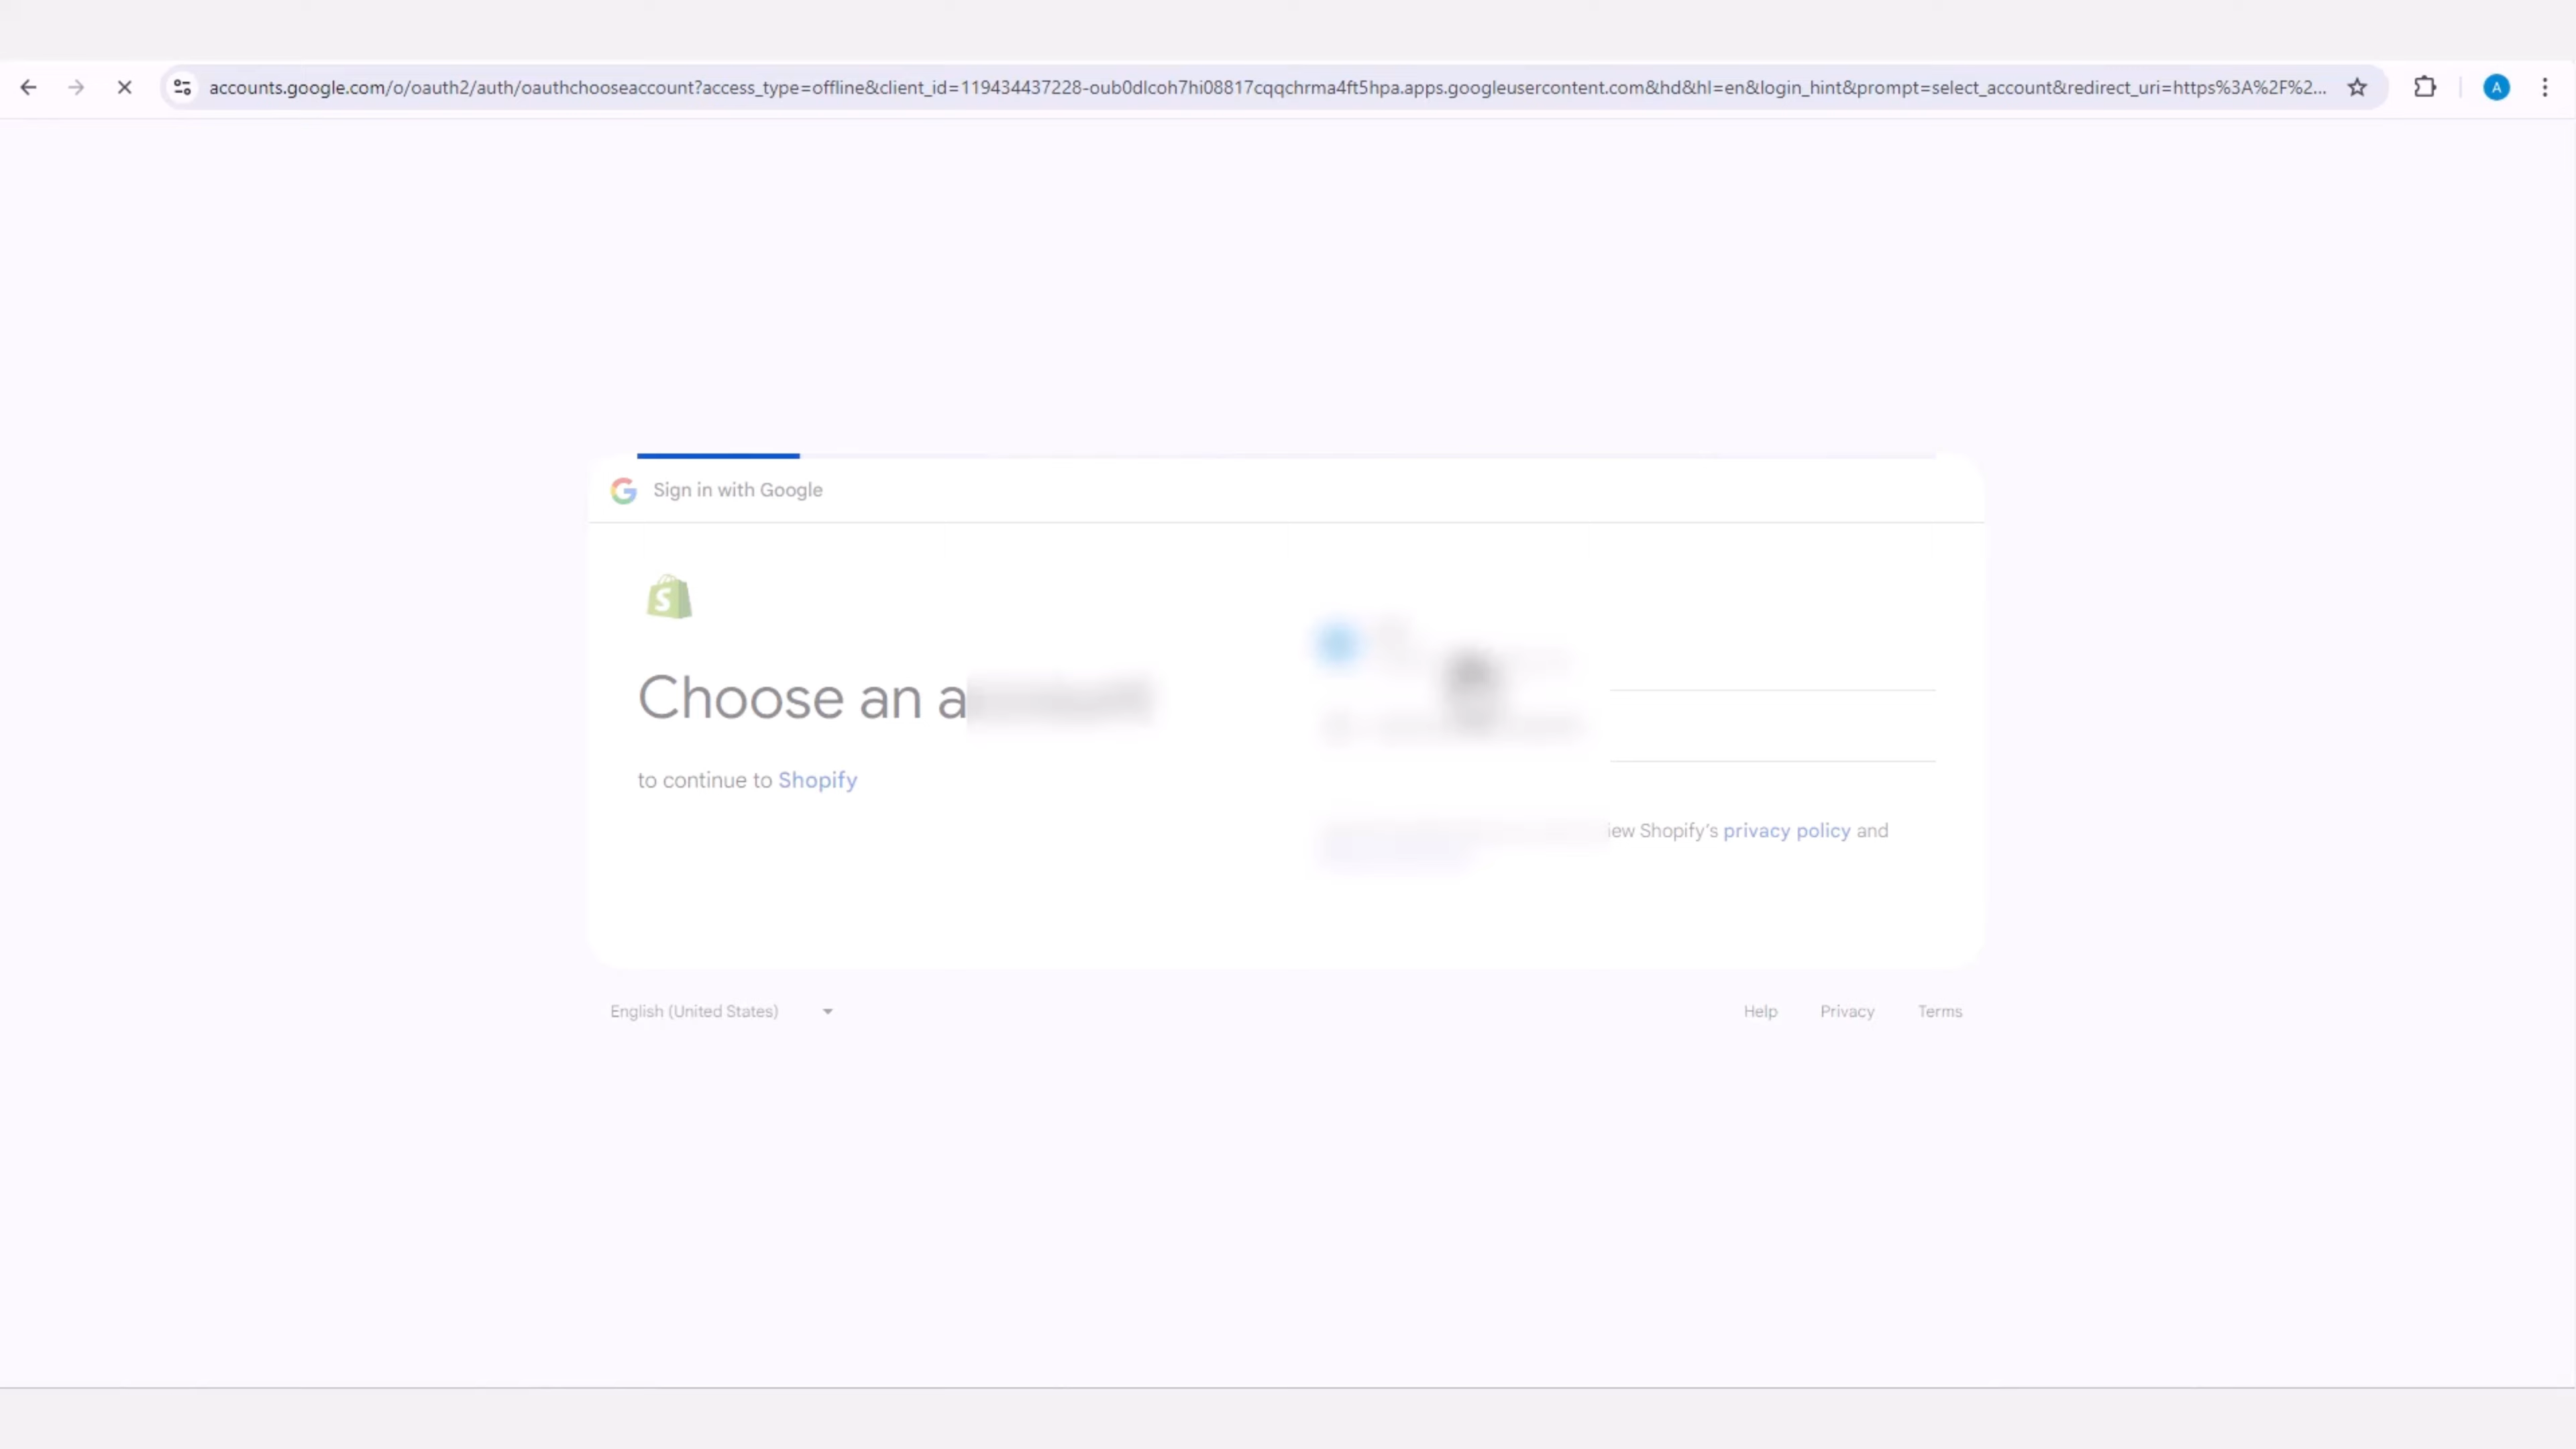 accounts.google.com/o/oauth2/auth/oauthchooseaccount?access_type=offline&client_id=119434437228-oub0dlcoh7hi08817cqqchrma4ft5hpa.apps.googleusercontent.com&hd&hl=en&login_hint&prompt=select_account&redirect_uri=https%3A%2F%2...
A
Sign in with Google
Choose an
to continue to Shopify
Shopify's privacy policy and
English (United States)
Help Privacy Terms